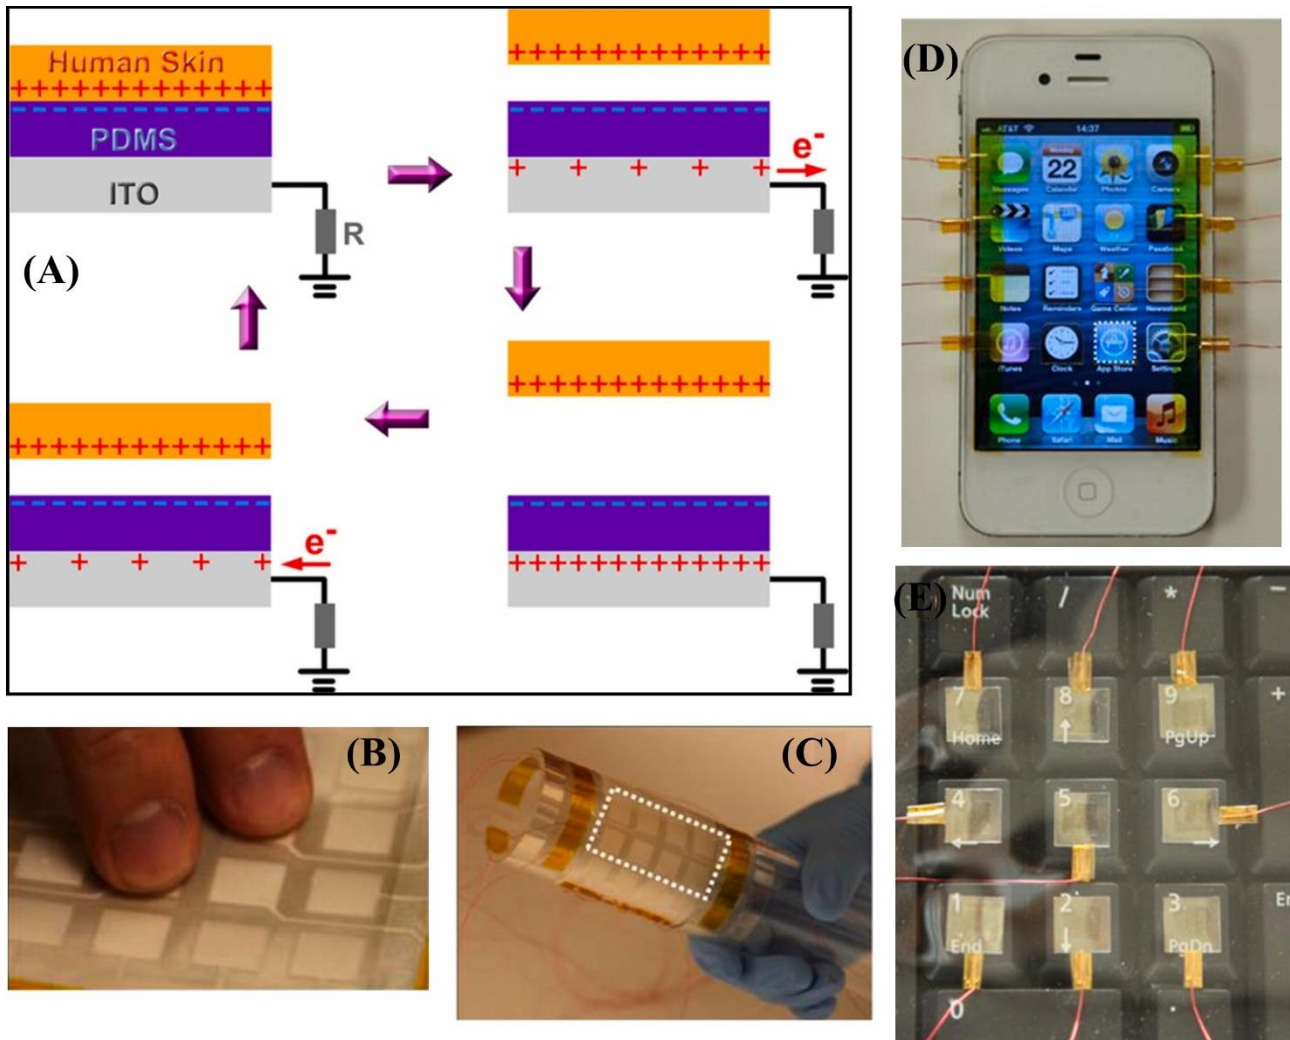 (A)
Human Skin
++++++++++++
PDMS
ITO
R
+ + + + +
e-
++++++++++++
++++++++++++
e-
+ + + + +
++++++++++++
++++++++++++
(B)
(C)
(D)
AT&T
14:37
Monday
22
Messages
Calendar
Photos
Camera
Videos
Maps
Weather
Passbook
Notes
Reminders
Game Center
Newsstand
iTunes
Clock
App Store
Settings
Phone
Safari
Mail
Music
(E)
Num
Lock
/
*
−
7
Home
8
↑
9
PgUp
+
4
←
5
6
→
1
End
2
↓
3
PgDn
0
.